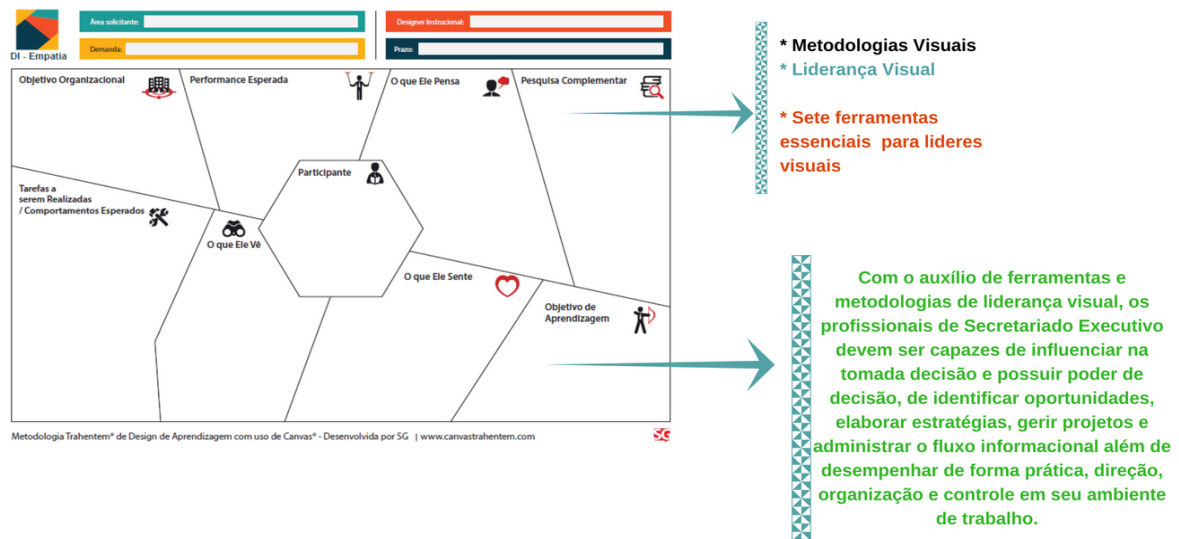 DI - Empatia
Área solicitante:
Designer Instrucional:
Demanda:
Prazo:
Objetivo Organizacional
Performance Esperada
O que Ele Pensa
Pesquisa Complementar
Participante
Tarefas a
serem Realizadas
/ Comportamentos Esperados
O que Ele Vê
O que Ele Sente
Objetivo de
Aprendizagem
Metodologia Trahentem® de Design de Aprendizagem com uso de Canvas® - Desenvolvida por SG | www.canvastrahentem.com
SG
* Metodologias Visuais
* Liderança Visual
* Sete ferramentas
essenciais para lideres
visuais
Com o auxílio de ferramentas e
metodologias de liderança visual, os
profissionais de Secretariado Executivo
devem ser capazes de influenciar na
tomada decisão e possuir poder de
decisão, de identificar oportunidades,
elaborar estratégias, gerir projetos e
administrar o fluxo informacional além de
desempenhar de forma prática, direção,
organização e controle em seu ambiente
de trabalho.